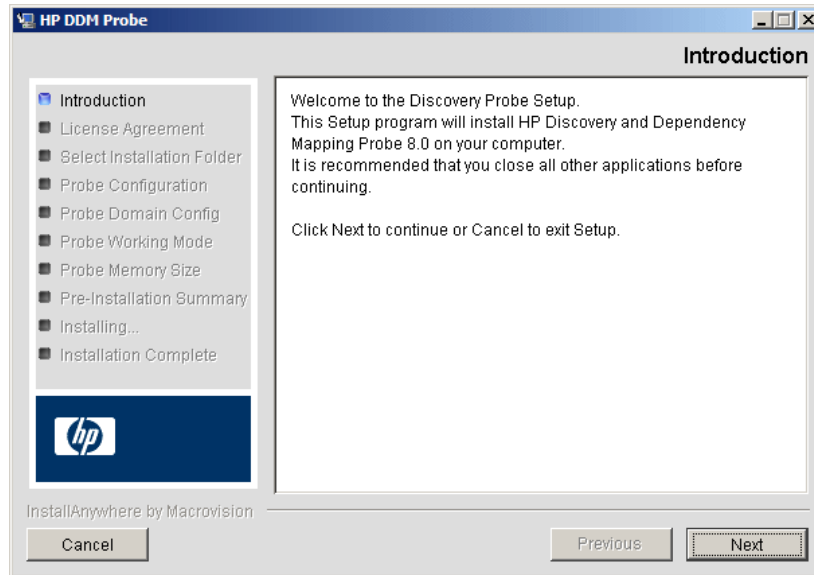 HP DDM Probe
Introduction
Introduction
License Agreement
Select Installation Folder
Probe Configuration
Probe Domain Config
Probe Working Mode
Probe Memory Size
Pre-Installation Summary
Installing...
Installation Complete
hp
Welcome to the Discovery Probe Setup.
This Setup program will install HP Discovery and Dependency
Mapping Probe 8.0 on your computer.
It is recommended that you close all other applications before
continuing.
Click Next to continue or Cancel to exit Setup.
InstallAnywhere by Macrovision
Cancel
Previous
Next